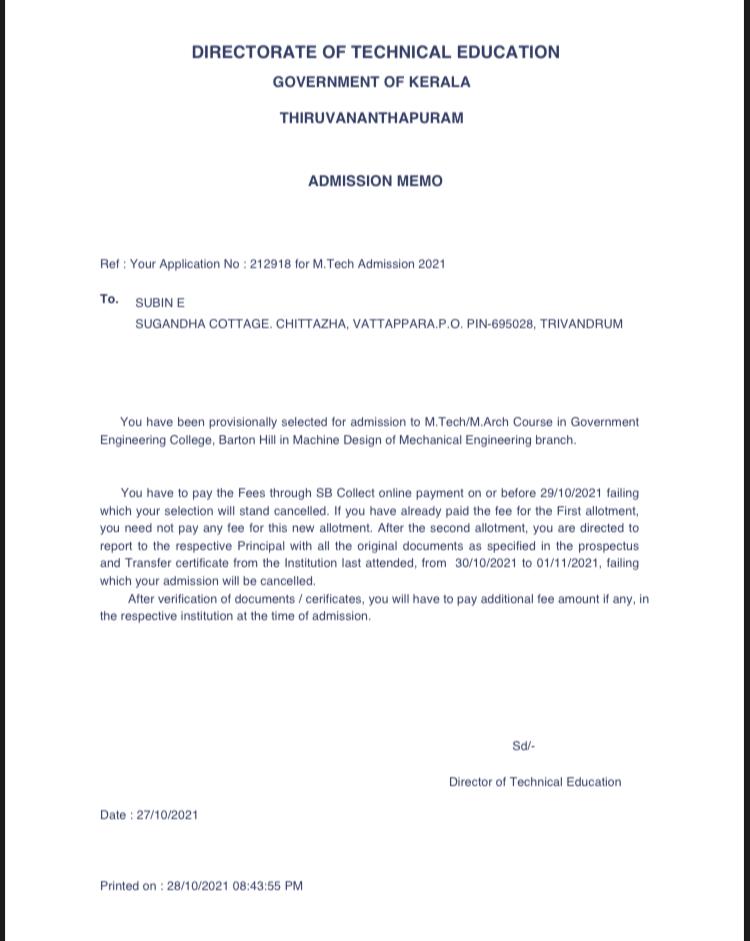 DIRECTORATE OF TECHNICAL EDUCATION
GOVERNMENT OF KERALA
THIRUVANANTHAPURAM
ADMISSION MEMO
Ref : Your Application No : 212918 for M.Tech Admission 2021
To. SUBIN E
SUGANDHA COTTAGE. CHITTAZHA, VATTAPPARA.P.O. PIN-695028, TRIVANDRUM
You have been provisionally selected for admission to M.Tech/M.Arch Course in Government
Engineering College, Barton Hill in Machine Design of Mechanical Engineering branch.
You have to pay the Fees through SB Collect online payment on or before 29/10/2021 failing
which your selection will stand cancelled. If you have already paid the fee for the First allotment,
you need not pay any fee for this new allotment. After the second allotment, you are directed to
report to the respective Principal with all the original documents as specified in the prospectus
and Transfer certificate from the Institution last attended, from 30/10/2021 to 01/11/2021, failing
which your admission will be cancelled.
After verification of documents / cerificates, you will have to pay additional fee amount if any, in
the respective institution at the time of admission.
Sd/-
Director of Technical Education
Date : 27/10/2021
Printed on : 28/10/2021 08:43:55 PM